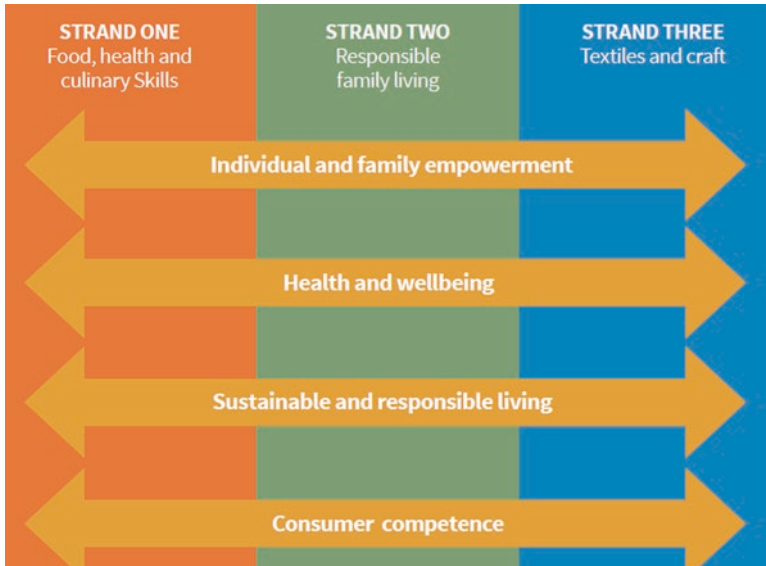 STRAND ONE
Food, health and
culinary Skills
STRAND TWO
Responsible
family living
STRAND THREE
Textiles and craft
Individual and family empowerment
Health and wellbeing
Sustainable and responsible living
Consumer competence